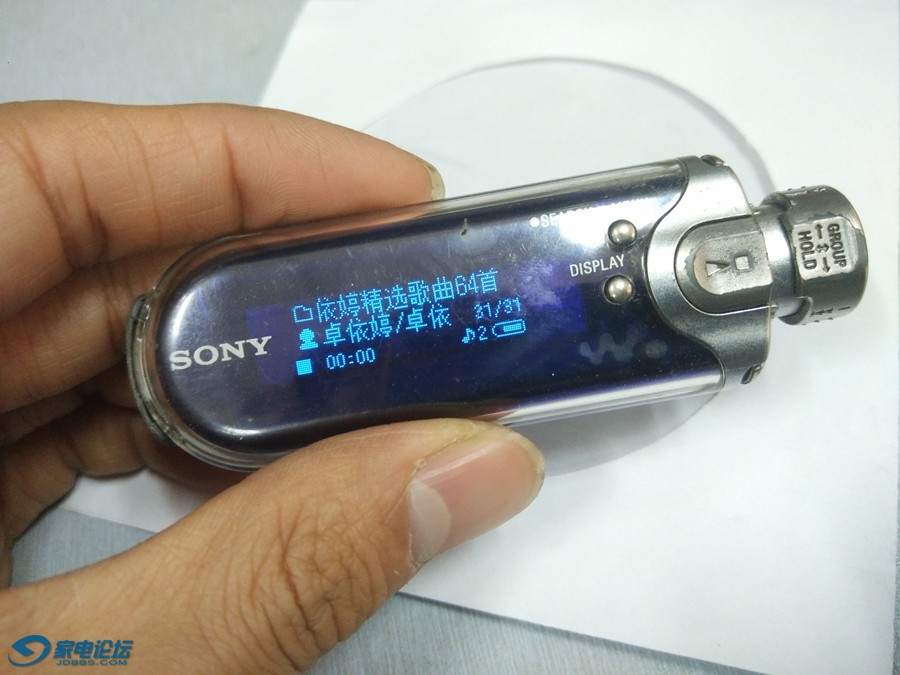 DISPLAY
GROUP
HOLD
依婷精选歌曲64首
卓依婷/卓依 31/31
00:00 2
SONY
家电论坛
JDBBS.COM